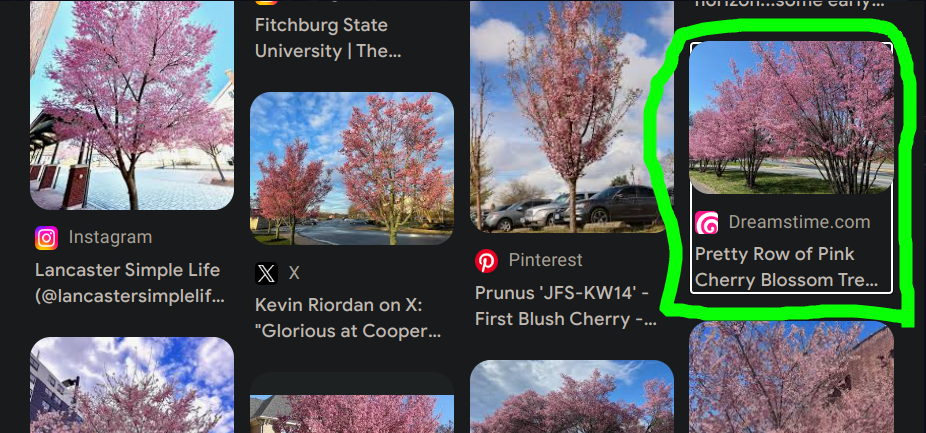 Instagram
Lancaster Simple Life
(@lancastersimplelif...
Fitchburg State
University | The...
X
Kevin Riordan on X:
"Glorious at Cooper...
Pinterest
Prunus 'JFS-KW14' -
First Blush Cherry -...
horizon...some early...
Dreamstime.com
Pretty Row of Pink
Cherry Blossom Tre...